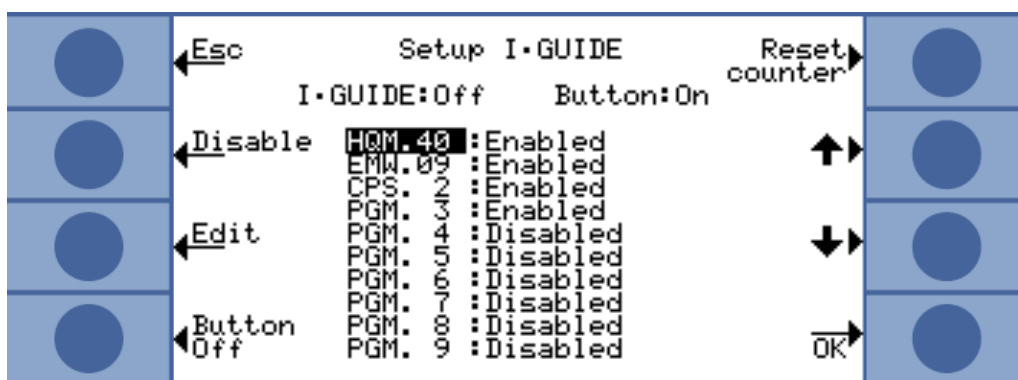 Esc
Setup I·GUIDE
Reset
counter
I·GUIDE:Off
Button:On
Disable
HQM.40 :Enabled
EMW.09 :Enabled
CPS. 2 :Enabled
PGM. 3 :Enabled
Edit
PGM. 4 :Disabled
PGM. 5 :Disabled
PGM. 6 :Disabled
PGM. 7 :Disabled
Button
Off
PGM. 8 :Disabled
PGM. 9 :Disabled
OK